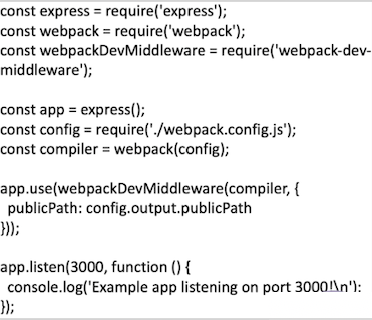 const express = require('express');
const webpack = require('webpack');
const webpackDevMiddleware = require('webpack-dev-
middleware');
const app = express();
const config = require('./webpack.config.js');
const compiler = webpack(config);
app.use(webpackDevMiddleware(compiler, {
publicPath: config.output.publicPath
}));
app.listen(3000, function () {
console.log('Example app listening on port 3000!\n');
});